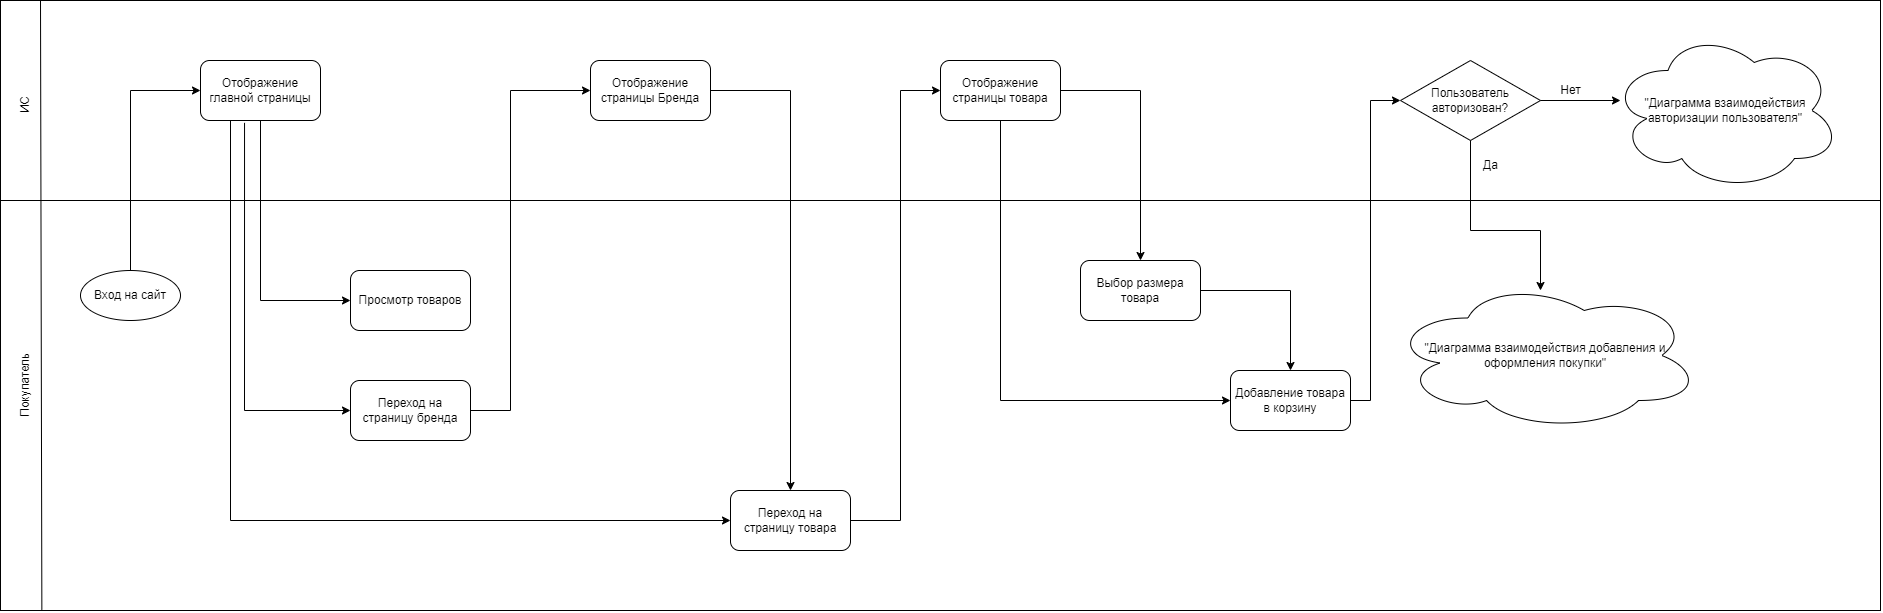 ИС
Отображение
главной страницы
Отображение
страницы Бренда
Отображение
страницы товара
Пользователь
авторизован?
Нет
"Диаграмма взаимодействия
авторизации пользователя"
Да
Покупатель
Вход на сайт
Просмотр товаров
Переход на
страницу бренда
Переход на
страницу товара
Выбор размера
товара
Добавление товара
в корзину
"Диаграмма взаимодействия добавления и
оформления покупки"